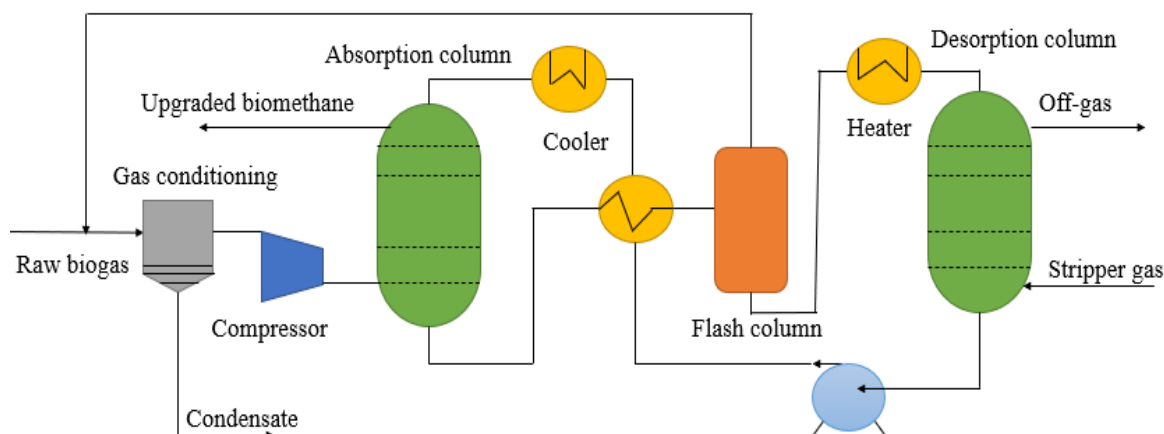 Desorption column
Absorption column
Upgraded biomethane
Off-gas
Cooler
Heater
Gas conditioning
Raw biogas
Stripper gas
Compressor
Flash column
Condensate